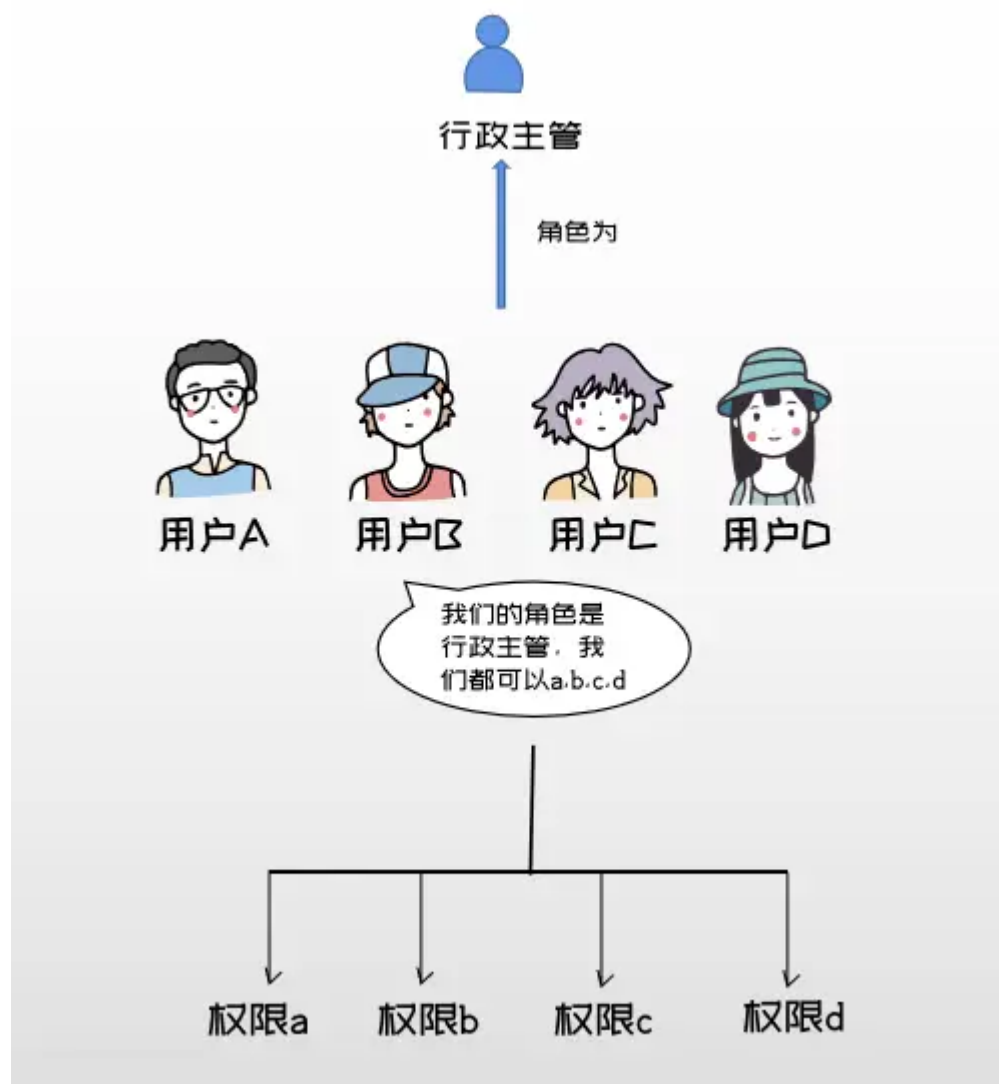 行政主管
角色为
用户A
用户B
用户C
用户D
我们的角色是
行政主管，我
们都可以a.b.c.d
权限a
权限b
权限c
权限d